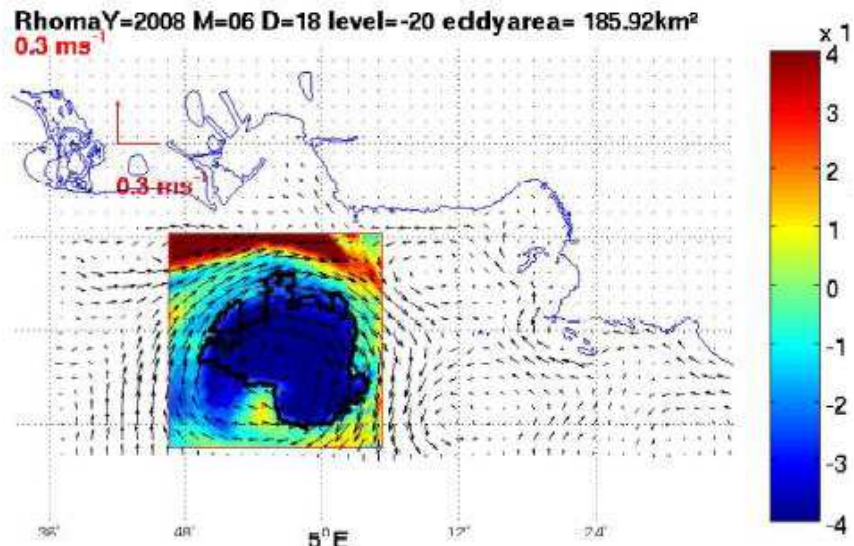 RhomaY=2008 M=06 D=18 level=-20 eddyarea= 185.92km²
0.3 ms⁻¹
x 1
4
3
2
1
0
-1
-2
-3
-4
0.3 ms⁻¹
36' 48' 0' 12' 24'
5° E